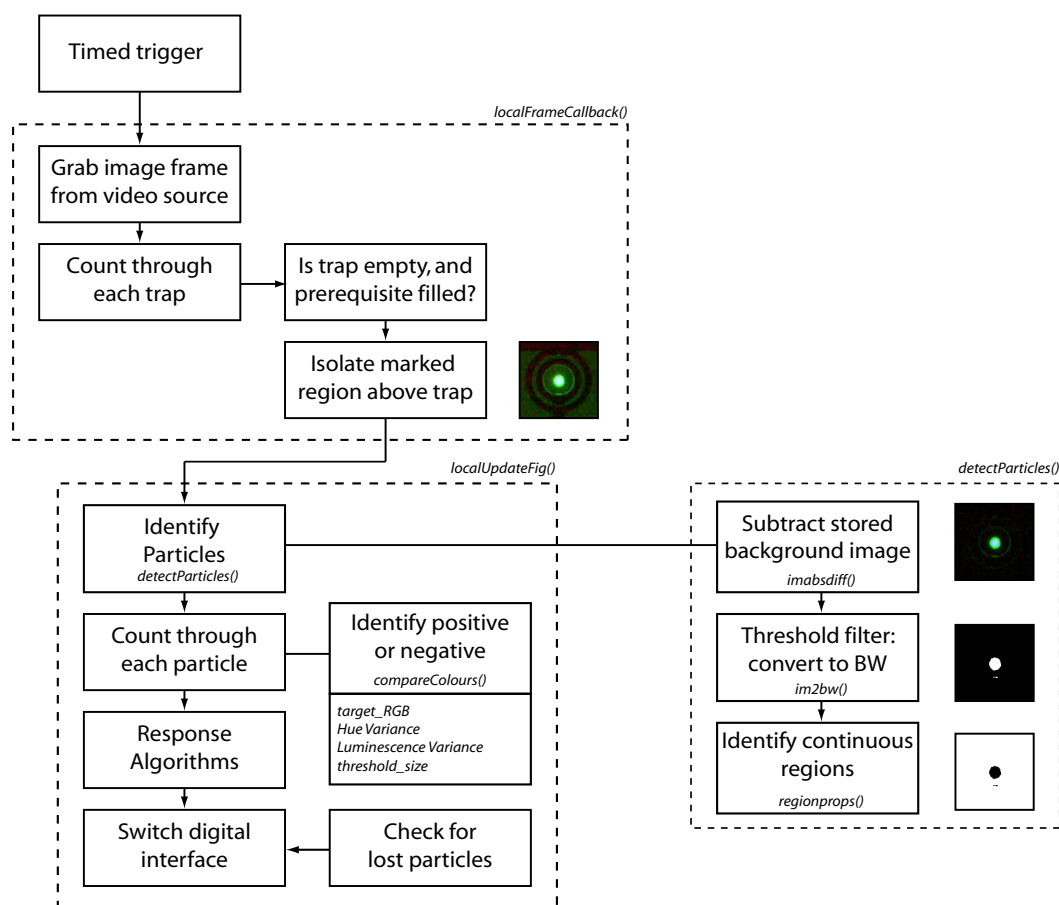 Timed trigger
localFrameCallback()
Grab image frame
from video source
Count through
each trap
Is trap empty, and
prerequisite filled?
Isolate marked
region above trap
localUpdateFig()
Identify
Particles
detectParticles()
Count through
each particle
Identify positive
or negative
compareColours()
target_RGB
Hue Variance
Luminescence Variance
threshold_size
Response
Algorithms
Switch digital
interface
Check for
lost particles
detectParticles()
Subtract stored
background image
imabsdiff()
Threshold filter:
convert to BW
im2bw()
Identify continuous
regions
regionprops()